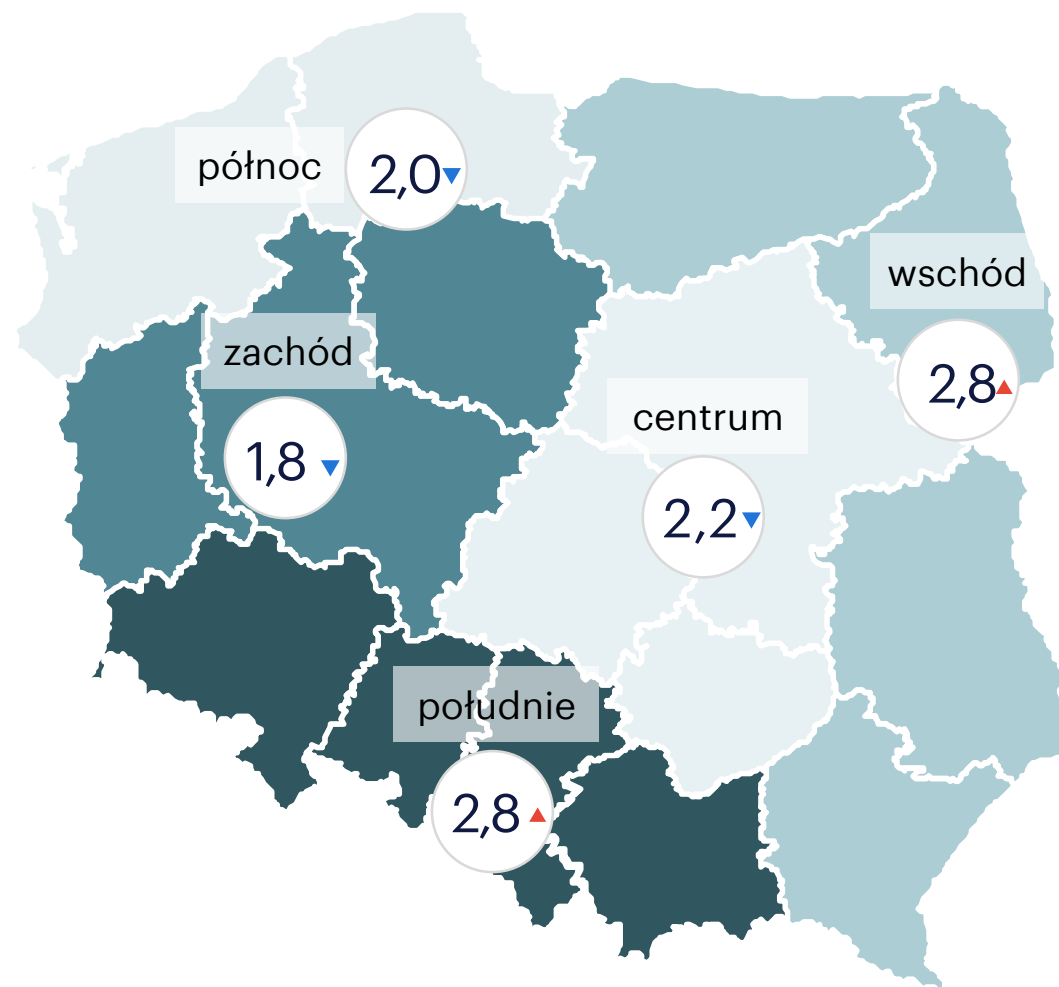 północ
2,0▼
wschód
2,8▲
zachód
1,8 ▼
centrum
2,2▼
południe
2,8 ▲